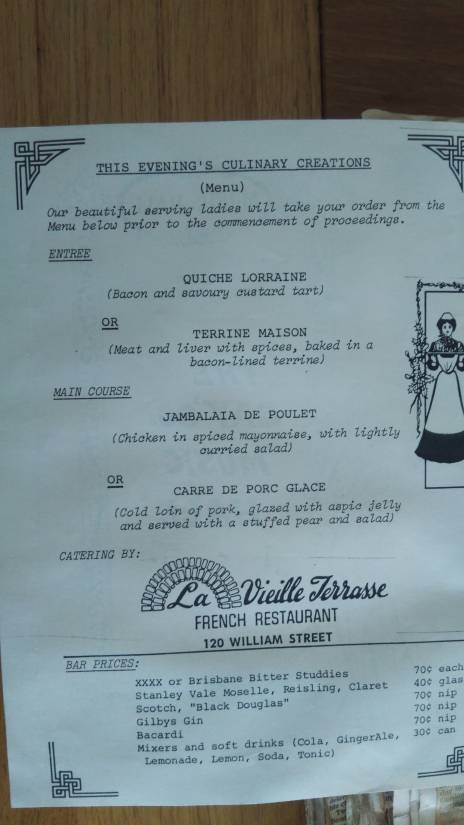 THIS EVENING'S CULINARY CREATIONS
(Menu)
Our beautiful serving ladies will take your order from the
Menu below prior to the commencement of proceedings.
ENTREE
QUICHE LORRAINE
(Bacon and savoury custard tart)
OR
TERRINE MAISON
(Meat and liver with spices, baked in a
bacon-lined terrine)
MAIN COURSE
JAMBALAIA DE POULET
(Chicken in spiced mayonnaise, with lightly
curried salad)
OR
CARRE DE PORC GLACE
(Cold loin of pork, glazed with aspic jelly
and served with a stuffed pear and salad)
CATERING BY:
La Vieille Terrasse
FRENCH RESTAURANT
120 WILLIAM STREET
BAR PRICES:
XXXX or Brisbane Bitter Studdies 70¢ each
Stanley Vale Moselle, Reisling, Claret 40¢ glas
Scotch, "Black Douglas" 70¢ nip
Gilbys Gin 70¢ nip
Bacardi 70¢ nip
Mixers and soft drinks (Cola, GingerAle, 30¢ can
Lemonade, Lemon, Soda, Tonic)